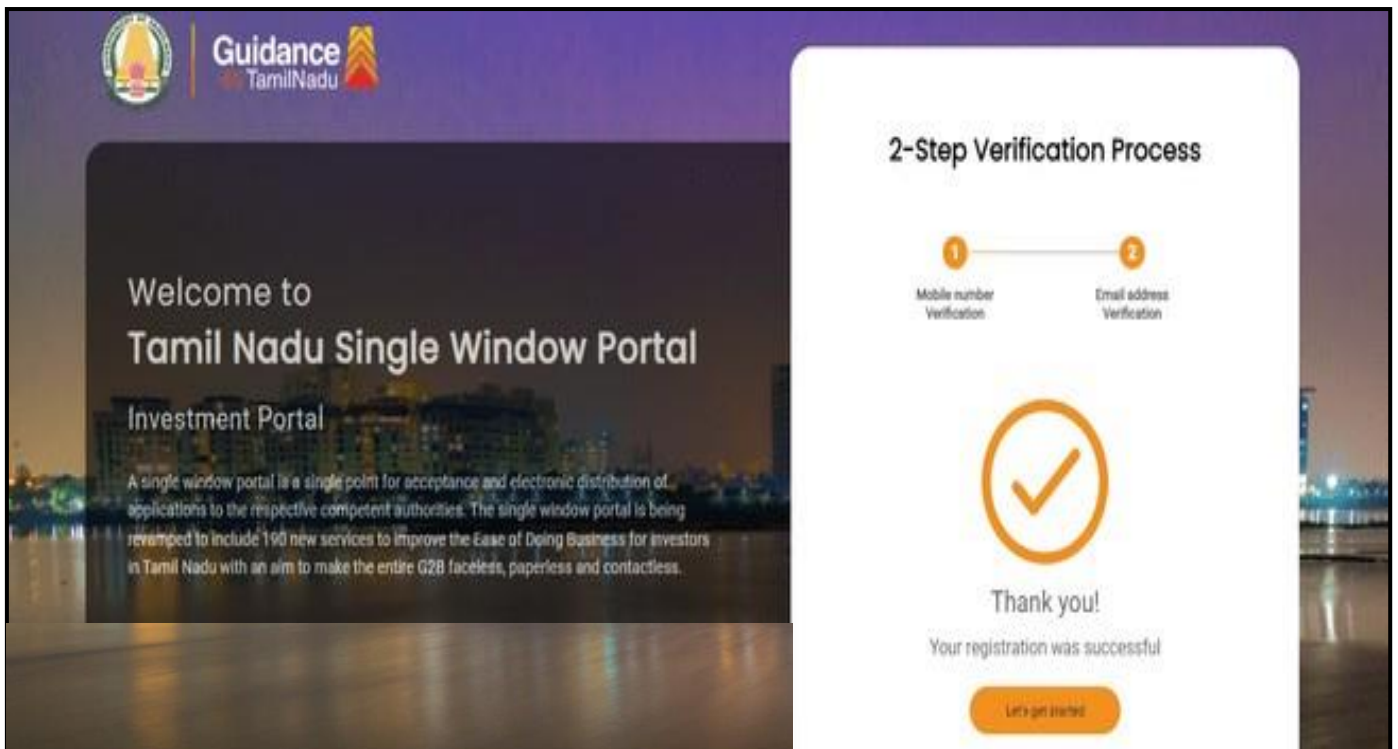 Guidance
TamilNadu
Welcome to
Tamil Nadu Single Window Portal
Investment Portal
A single window portal is a single point for acceptance and electronic distribution of
applications to the respective competent authorities. The single window portal is being
revamped to include 190 new services to improve the Ease of Doing Business for investors
in Tamil Nadu with an aim to make the entire G2B faceless, paperless and contactless.
2-Step Verification Process
1
2
Mobile number
Verification
Email address
Verification
Thank you!
Your registration was successful
Let's get started